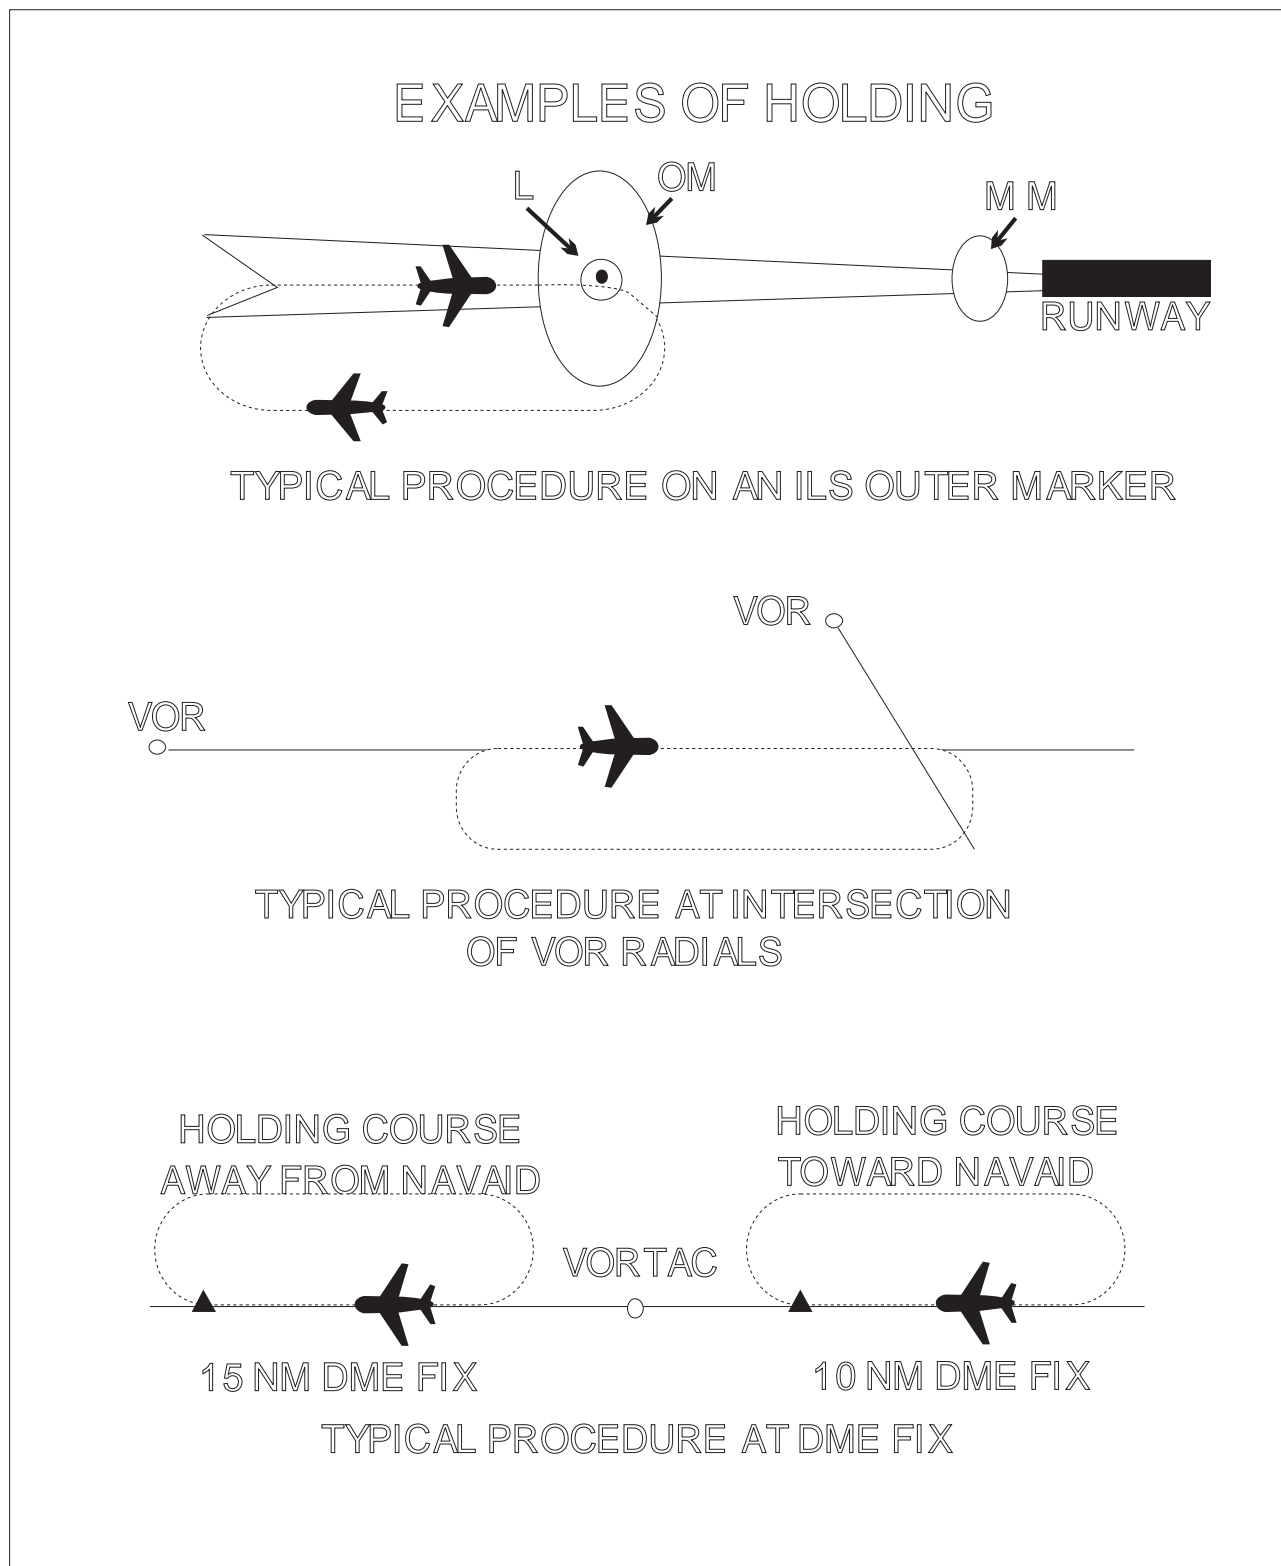 EXAMPLES OF HOLDING
L
OM
MM
RUNWAY
TYPICAL PROCEDURE ON AN ILS OUTER MARKER
VOR
VOR
TYPICAL PROCEDURE AT INTERSECTION
OF VOR RADIALS
HOLDING COURSE
AWAY FROM NAVAID
HOLDING COURSE
TOWARD NAVAID
VORTAC
15 NM DME FIX
10 NM DME FIX
TYPICAL PROCEDURE AT DME FIX